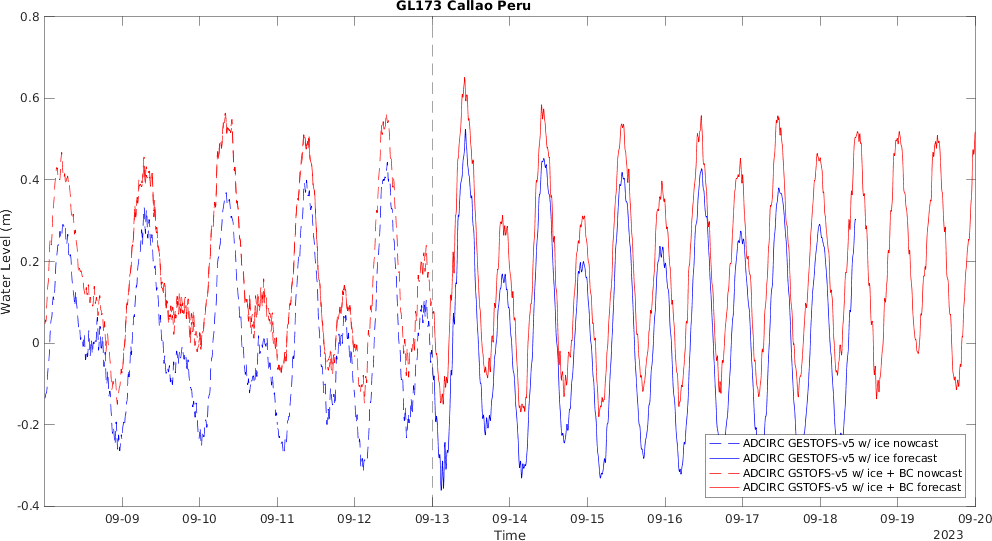 GL173 Callao Peru
0.8
0.6
0.4
0.2
0
-0.2
-0.4
Water Level (m)
ADCIRC GESTOFS-v5 w/ ice nowcast
ADCIRC GESTOFS-v5 w/ ice forecast
ADCIRC GSTOFS-v5 w/ ice + BC nowcast
ADCIRC GSTOFS-v5 w/ ice + BC forecast
09-09 09-10 09-11 09-12 09-13 09-14 09-15 09-16 09-17 09-18 09-19 09-20
Time
2023